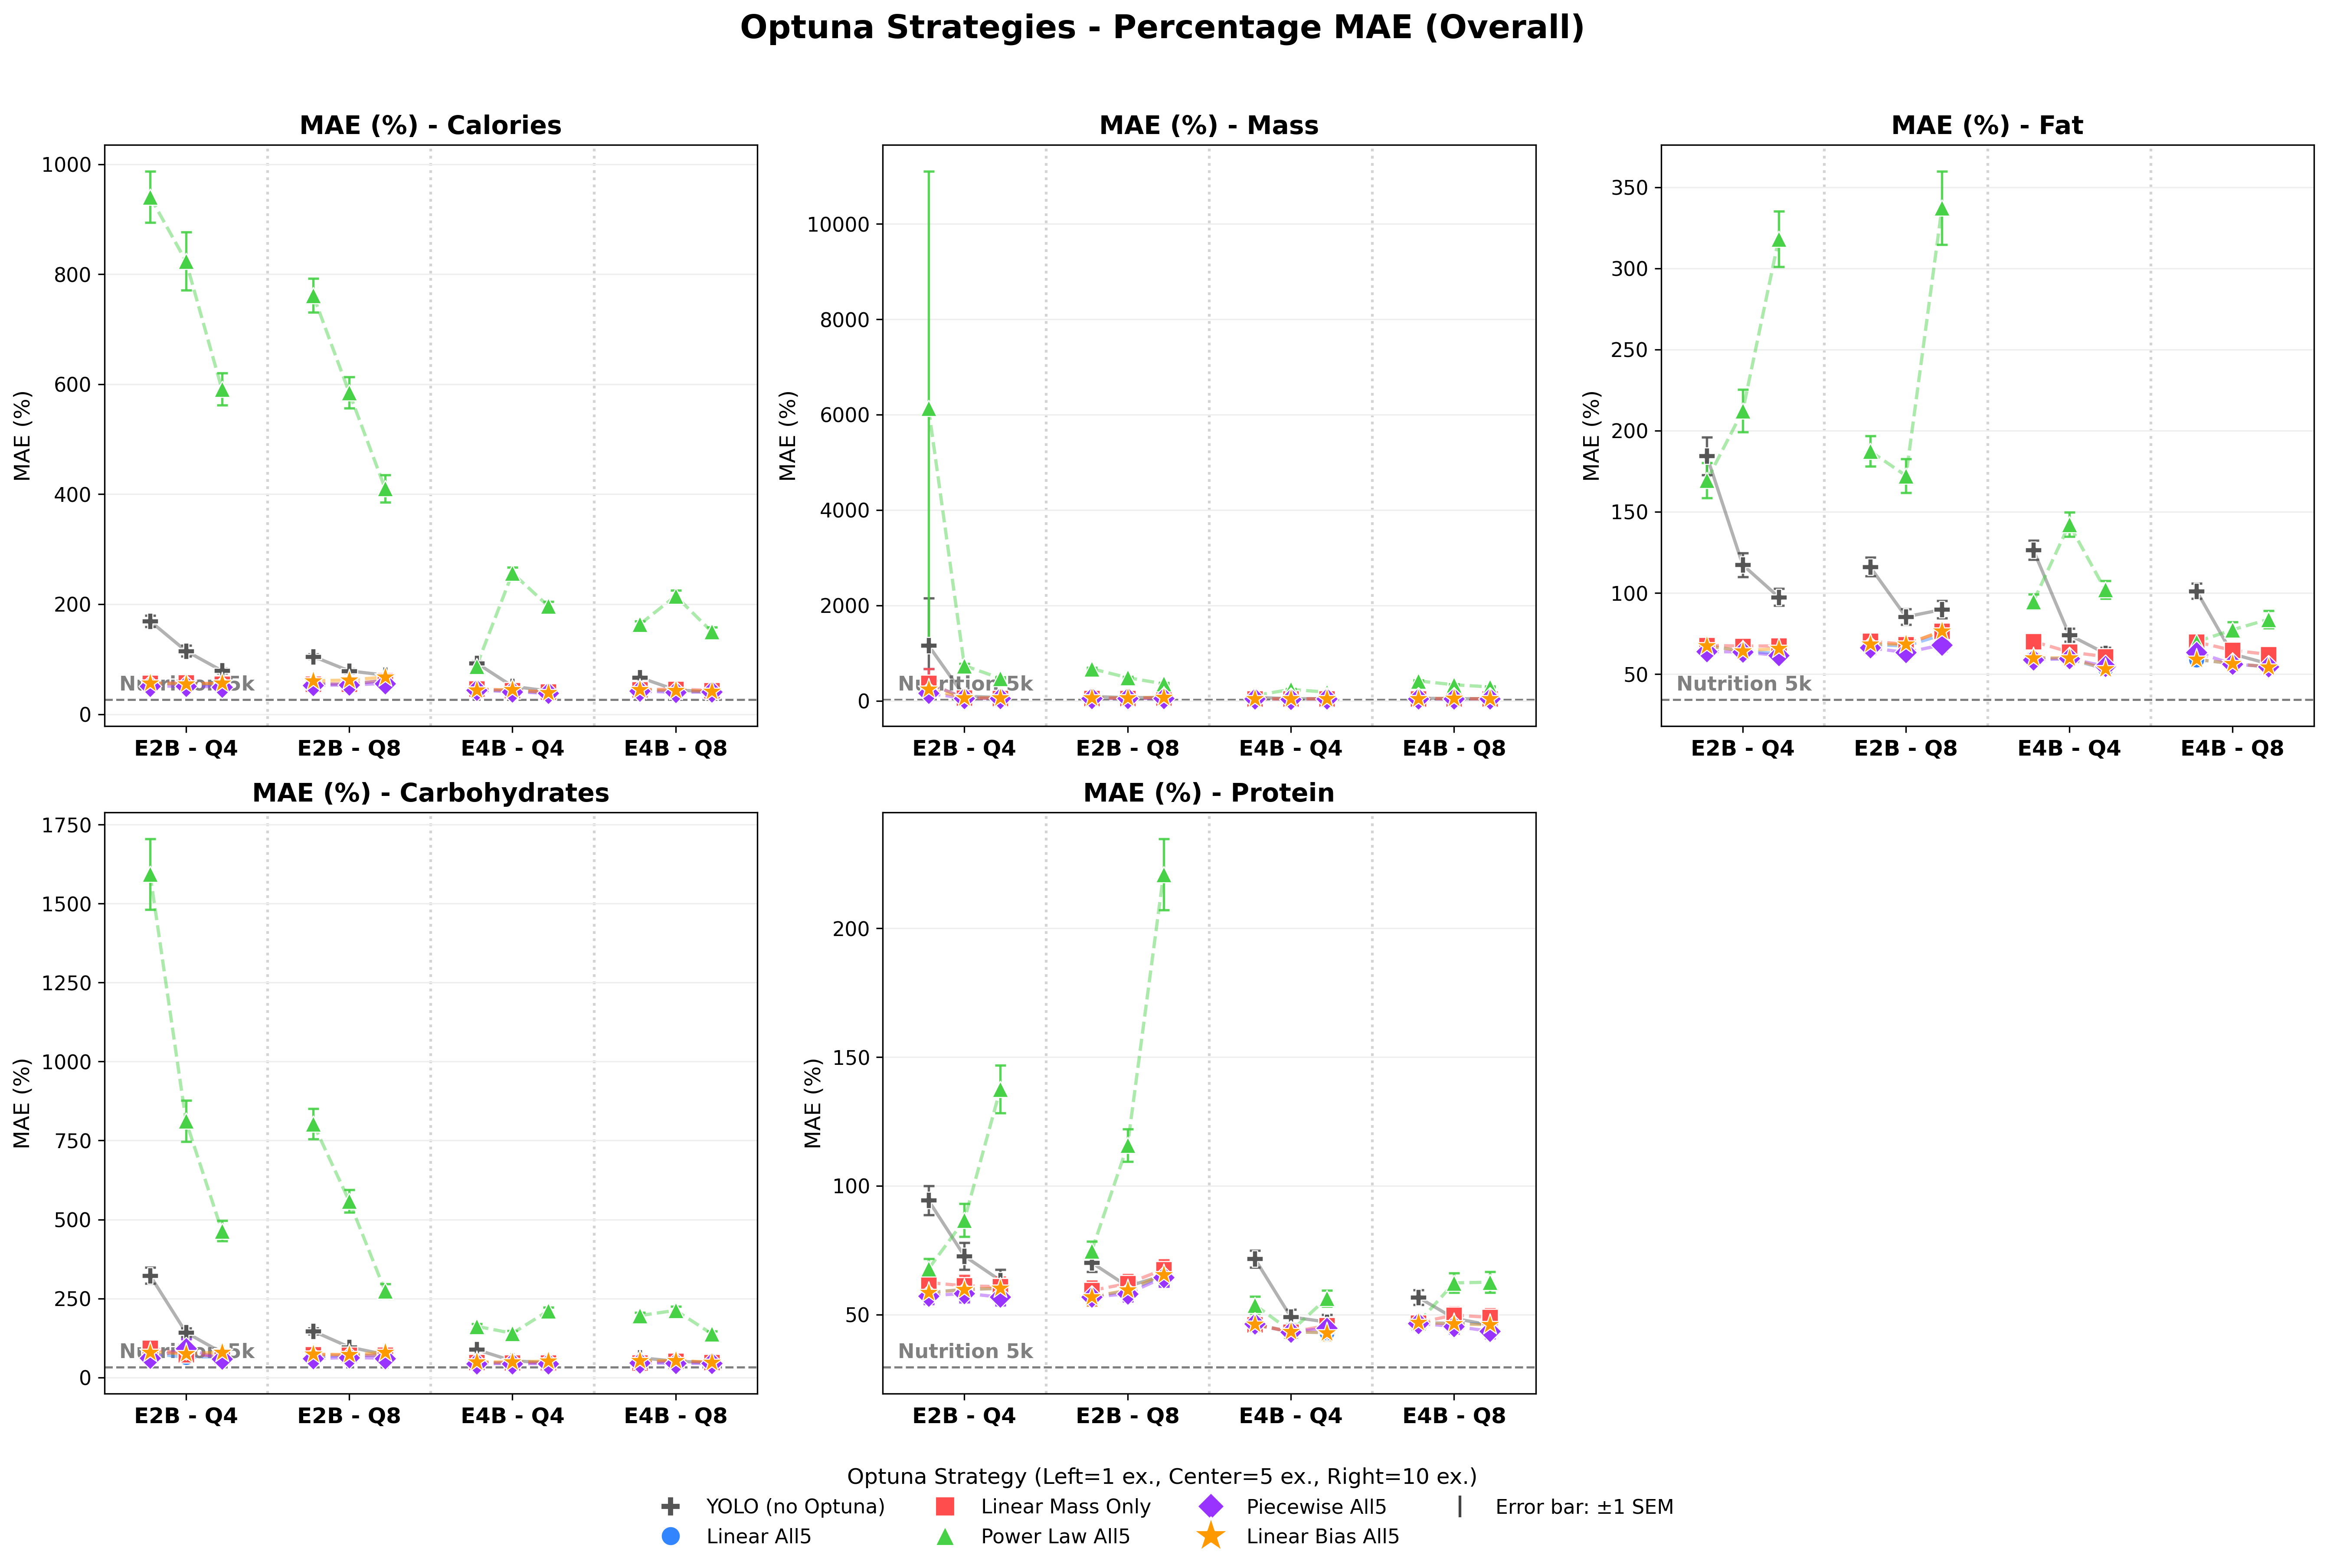 Optuna Strategies - Percentage MAE (Overall)
MAE (%) - Calories
MAE (%)
1000
800
600
400
200
0
Nutrition 5k
E2B - Q4
E2B - Q8
E4B - Q4
E4B - Q8
MAE (%) - Mass
MAE (%)
10000
8000
6000
4000
2000
0
Nutrition 5k
E2B - Q4
E2B - Q8
E4B - Q4
E4B - Q8
MAE (%) - Fat
MAE (%)
350
300
250
200
150
100
50
Nutrition 5k
E2B - Q4
E2B - Q8
E4B - Q4
E4B - Q8
MAE (%) - Carbohydrates
MAE (%)
1750
1500
1250
1000
750
500
250
0
Nutrition 5k
E2B - Q4
E2B - Q8
E4B - Q4
E4B - Q8
MAE (%) - Protein
MAE (%)
200
150
100
50
Nutrition 5k
E2B - Q4
E2B - Q8
E4B - Q4
E4B - Q8
Optuna Strategy (Left=1 ex., Center=5 ex., Right=10 ex.)
YOLO (no Optuna)
Linear All5
Linear Mass Only
Power Law All5
Piecewise All5
Linear Bias All5
Error bar: ±1 SEM